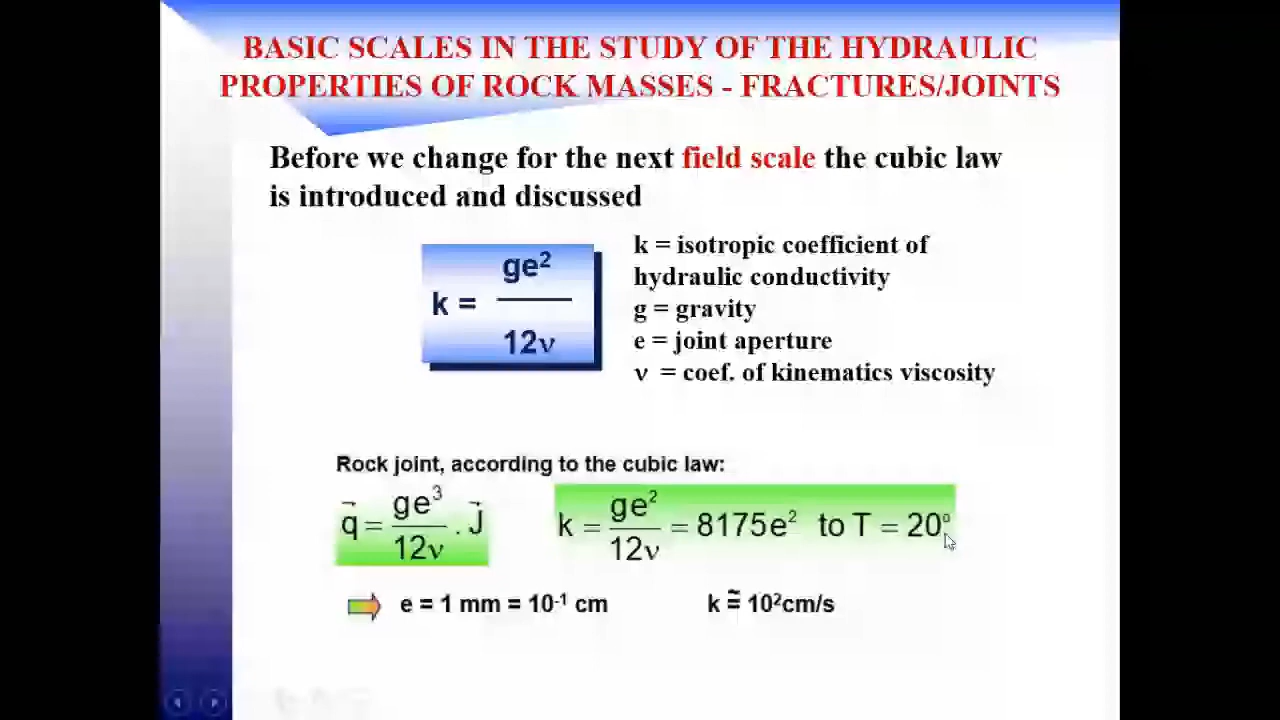 BASIC SCALES IN THE STUDY OF THE HYDRAULIC
PROPERTIES OF ROCK MASSES - FRACTURES/JOINTS
Before we change for the next field scale the cubic law
is introduced and discussed
k = ge² / 12ν
k = isotropic coefficient of
hydraulic conductivity
g = gravity
e = joint aperture
ν = coef. of kinematics viscosity
Rock joint, according to the cubic law:
q⃗ = ge³ / 12ν . J⃗
k = ge² / 12ν = 8175e² to T = 20°
e = 1 mm = 10⁻¹ cm
k ≅ 10²cm/s